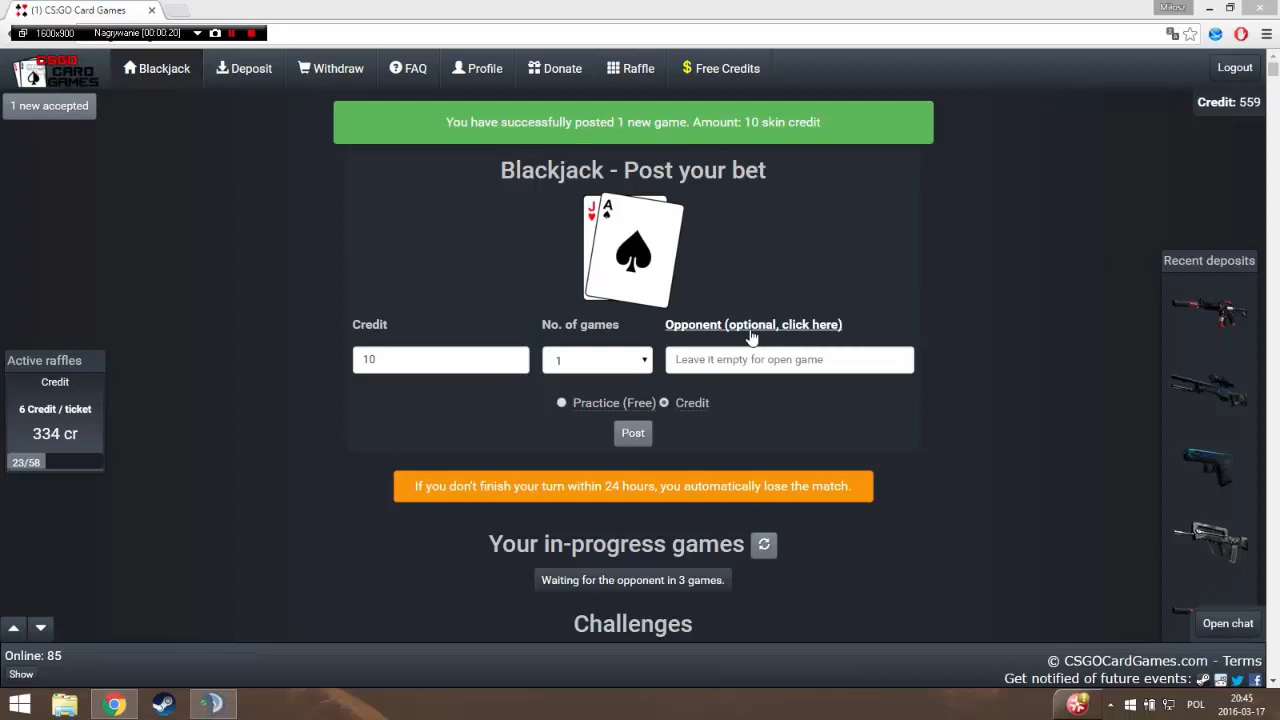 (1) CS:GO Card Games
Miłosz
1600x900
Nagrywanie [00:00:20]
CSGO
CARD
GAMES
Blackjack
Deposit
Withdraw
FAQ
Profile
Donate
Raffle
$ Free Credits
Logout
1 new accepted
Credit: 559
You have successfully posted 1 new game. Amount: 10 skin credit
Blackjack - Post your bet
J
A
Credit
No. of games
Opponent (optional, click here)
10
1
Leave it empty for open game
Practice (Free)
Credit
Post
Recent deposits
Active raffles
Credit
6 Credit / ticket
334 cr
23/58
If you don't finish your turn within 24 hours, you automatically lose the match.
Your in-progress games
Waiting for the opponent in 3 games.
Challenges
Open chat
Online: 85
Show
© CSGOCardGames.com - Terms
Get notified of future events:
POL
20:45
2016-03-17